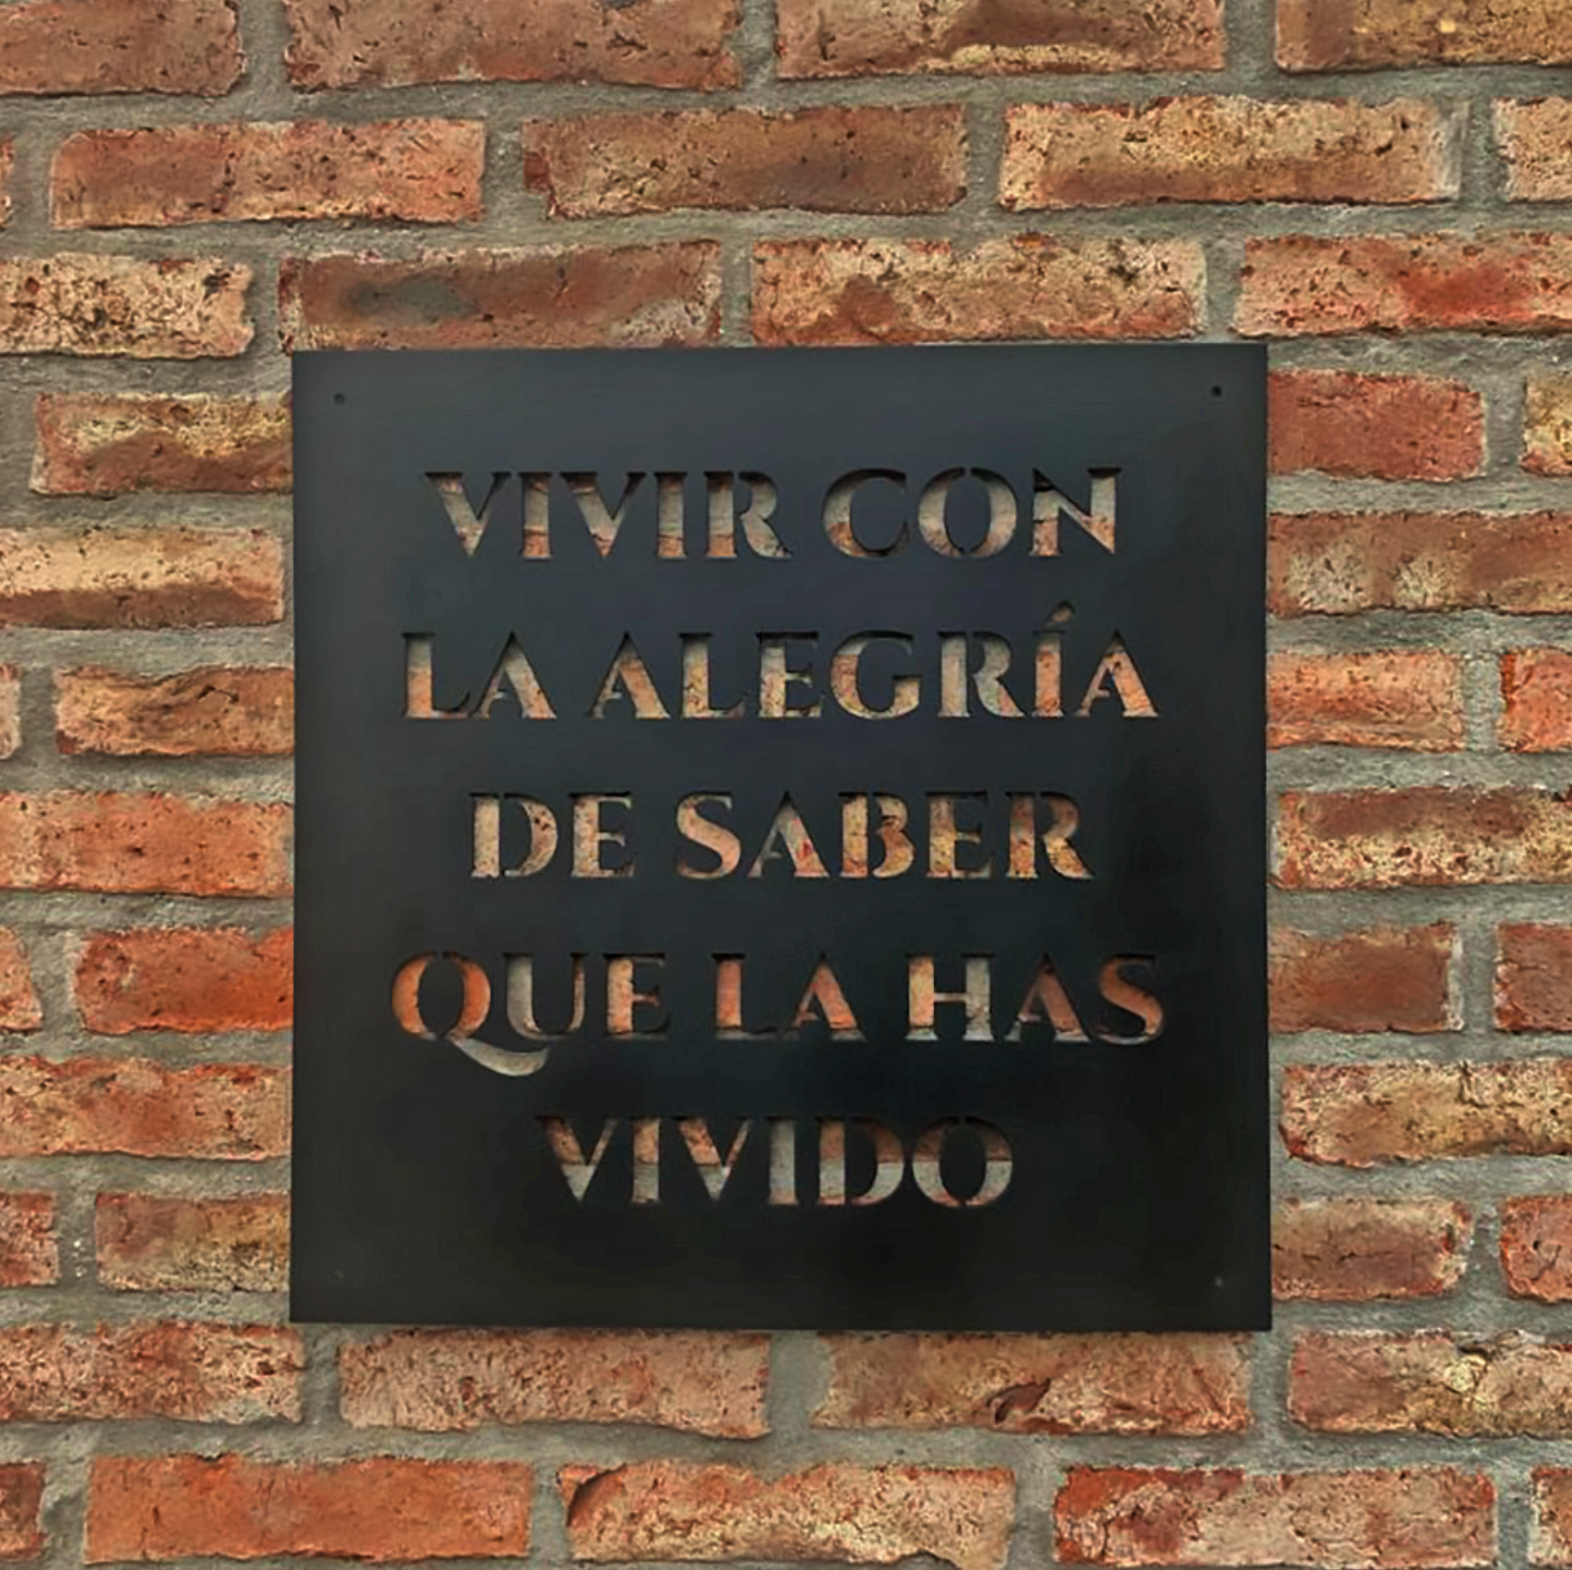 VIVIR CON
LA ALEGRÍA
DE SABER
QUE LA HAS
VIVIDO